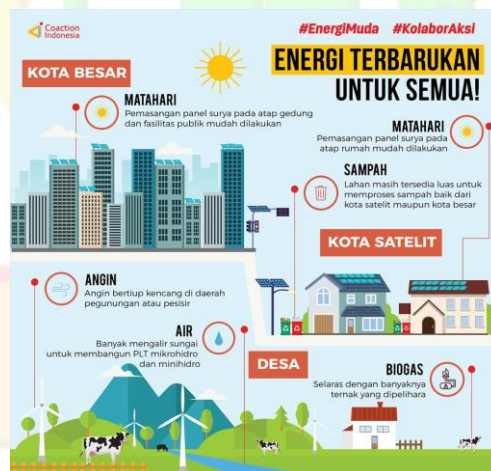 Coaction
Indonesia
#EnergiMuda #KolaborAksi
ENERGI TERBARUKAN
UNTUK SEMUA!
KOTA BESAR
MATAHARI
Pemasangan panel surya pada atap gedung
dan fasilitas publik mudah dilakukan
MATAHARI
Pemasangan panel surya pada
atap rumah mudah dilakukan
SAMPAH
Lahan masih tersedia luas untuk
memproses sampah baik dari
kota satelit maupun kota besar
KOTA SATELIT
ANGIN
Angin bertiup kencang di daerah
pegunungan atau pesisir
AIR
Banyak mengalir sungai
untuk membangun PLT mikrohidro
dan minihidro
DESA
BIOGAS
Selaras dengan banyaknya
ternak yang dipelihara